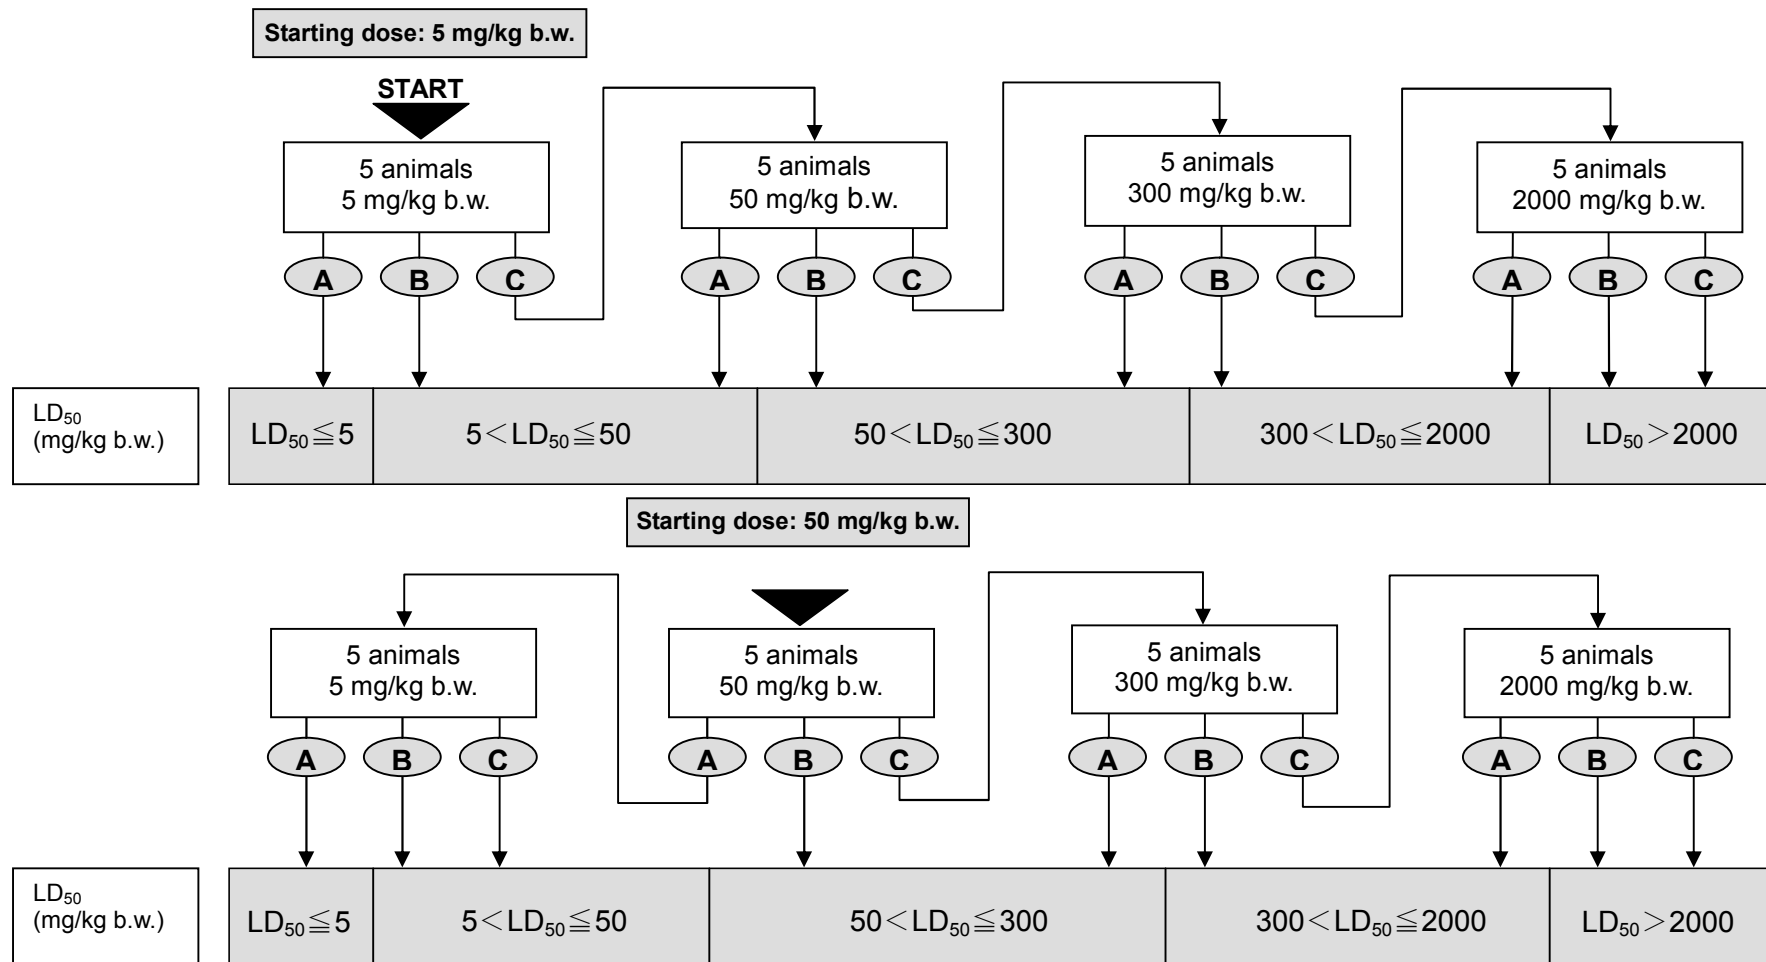 Starting dose: 5 mg/kg b.w.
START
5 animals
5 mg/kg b.w.
5 animals
50 mg/kg b.w.
5 animals
300 mg/kg b.w.
5 animals
2000 mg/kg b.w.
A B C A B C A B C A B C
LD50
(mg/kg b.w.)
LD50≦5 5<LD50≦50 50<LD50≦300 300<LD50≦2000 LD50>2000
Starting dose: 50 mg/kg b.w.
5 animals
5 mg/kg b.w.
5 animals
50 mg/kg b.w.
5 animals
300 mg/kg b.w.
5 animals
2000 mg/kg b.w.
A B C A B C A B C A B C
LD50
(mg/kg b.w.)
LD50≦5 5<LD50≦50 50<LD50≦300 300<LD50≦2000 LD50>2000